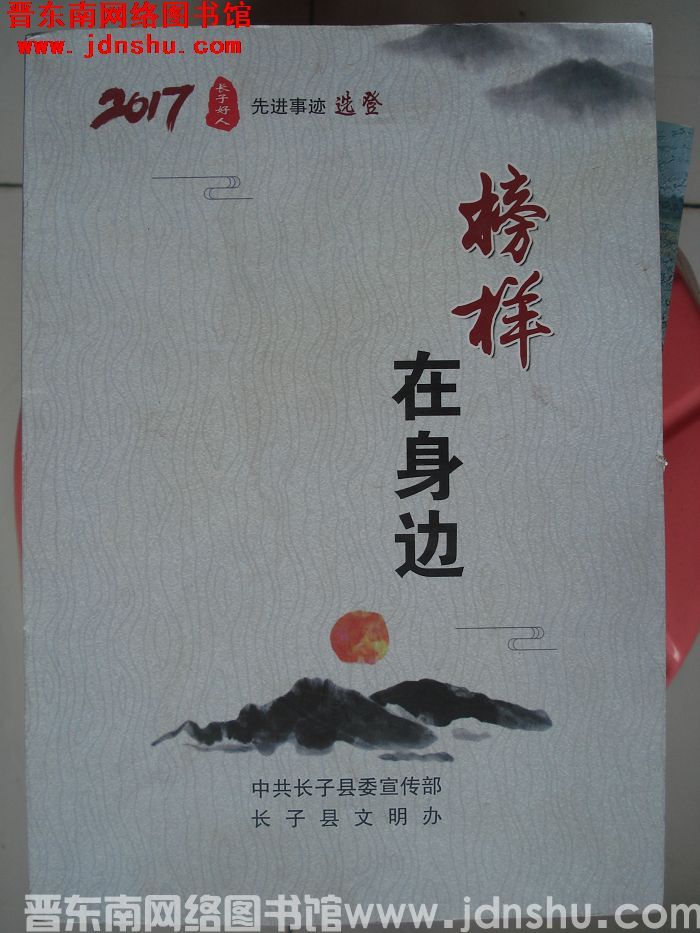 晋东南网络图书馆
www.jdnshu.com
2017 长子好人 先进事迹选登
榜样
在身边
中共长子县委宣传部
长子县文明办
晋东南网络图书馆www.jdnshu.com